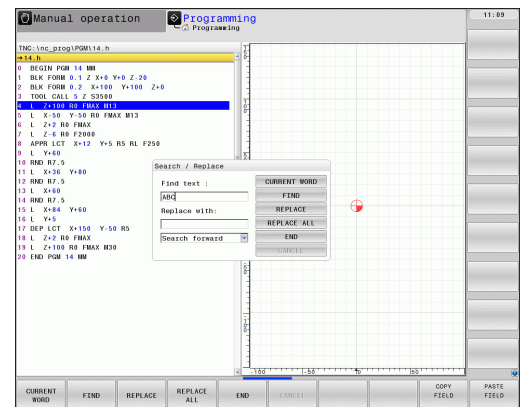 Manual operation
Programming
Programming
11:09
TNC:\nc_prog\PGM\14.h
→14.h
0 BEGIN PGM 14 MM
1 BLK FORM 0.1 Z X+0 Y+0 Z-20
2 BLK FORM 0.2 X+100 Y+100 Z+0
3 TOOL CALL 5 Z S3500
4 L Z+100 R0 FMAX M13
5 L X-50 Y-50 R0 FMAX M13
6 L Z+2 R0 FMAX
7 L Z-6 R0 F2000
8 APPR LCT X+12 Y+5 R5 RL F250
9 L Y+60
10 RND R7.5
11 L X+36 Y+80
12 RND R7.5
13 L X+60
14 RND R7.5
15 L X+84 Y+60
16 L Y+5
17 DEP LCT X+150 Y-50 R5
18 L Z+2 R0 FMAX
19 L Z+100 R0 FMAX M30
20 END PGM 14 MM
Search / Replace
Find text :
ABC
Replace with:
Search forward
CURRENT WORD
FIND
REPLACE
REPLACE ALL
END
CANCEL
-100
-50
0
50
CURRENT
WORD
FIND
REPLACE
REPLACE
ALL
END
CANCEL
COPY
FIELD
PASTE
FIELD